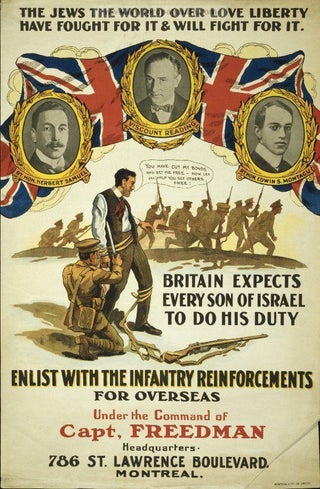 THE JEWS THE WORLD OVER LOVE LIBERTY
HAVE FOUGHT FOR IT & WILL FIGHT FOR IT.
VISCOUNT READING
RT. HON. HERBERT SAMUEL
RT. HON. EDWIN S. MONTAGU
YOU HAVE CUT MY BONDS
AND SET ME FREE - NOW LET
ME HELP YOU SET OTHERS
FREE!
BRITAIN EXPECTS
EVERY SON OF ISRAEL
TO DO HIS DUTY
ENLIST WITH THE INFANTRY REINFORCEMENTS
FOR OVERSEAS
Under the Command of
Capt. FREEDMAN
Headquarters
786 ST. LAWRENCE BOULEVARD.
MONTREAL.